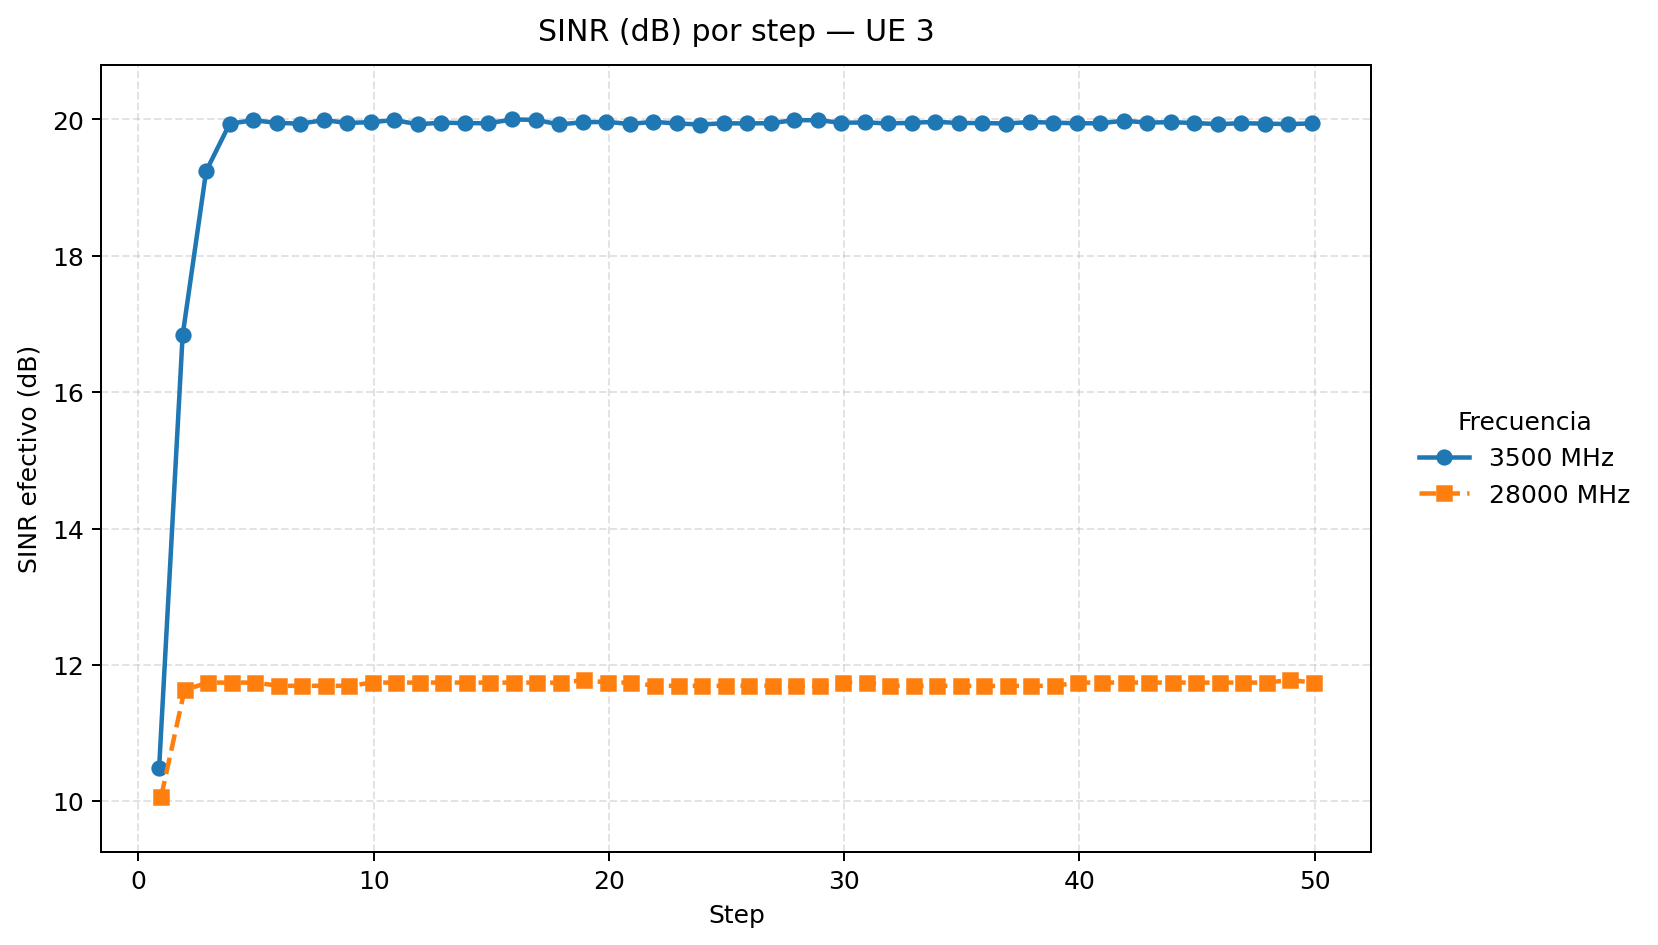 SINR (dB) por step — UE 3
SINR efectivo (dB)
20
18
16
14
12
10
0 10 20 30 40 50
Step
Frecuencia
3500 MHz
28000 MHz